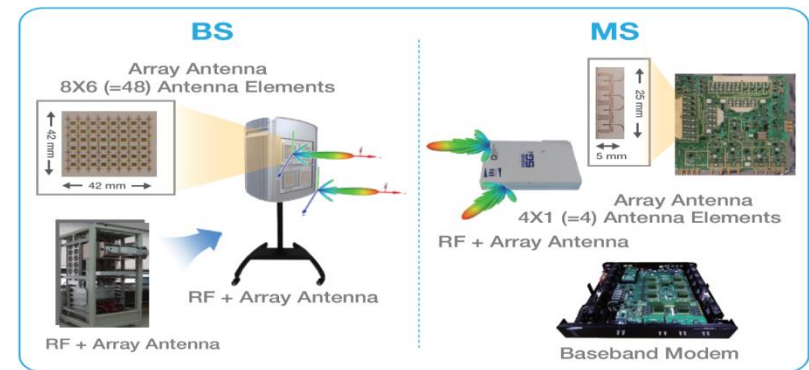 BS
Array Antenna
8X6 (=48) Antenna Elements
42 mm
42 mm
RF + Array Antenna
RF + Array Antenna
MS
25 mm
5 mm
5G
Array Antenna
4X1 (=4) Antenna Elements
RF + Array Antenna
Baseband Modem